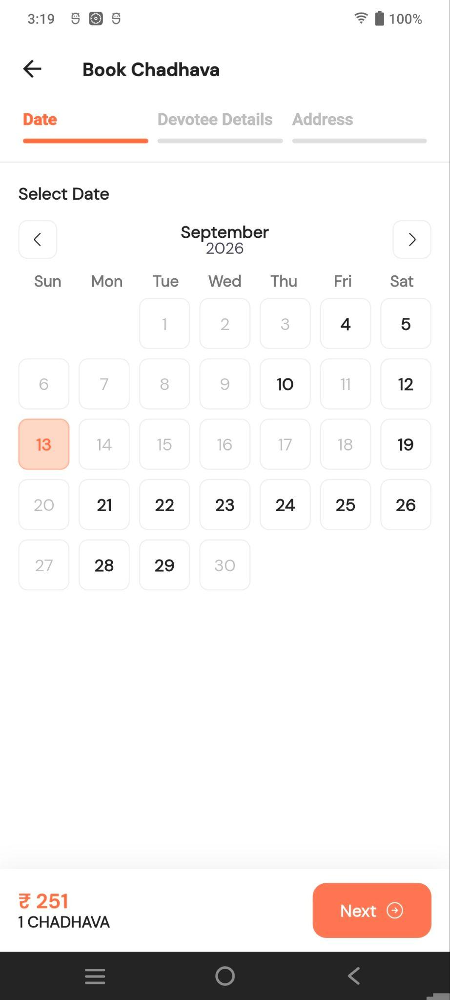 3:19 100%
Book Chadhava
Date Devotee Details Address
Select Date
September
2026
Sun Mon Tue Wed Thu Fri Sat
1 2 3 4 5
6 7 8 9 10 11 12
13 14 15 16 17 18 19
20 21 22 23 24 25 26
27 28 29 30
₹ 251
1 CHADHAVA
Next